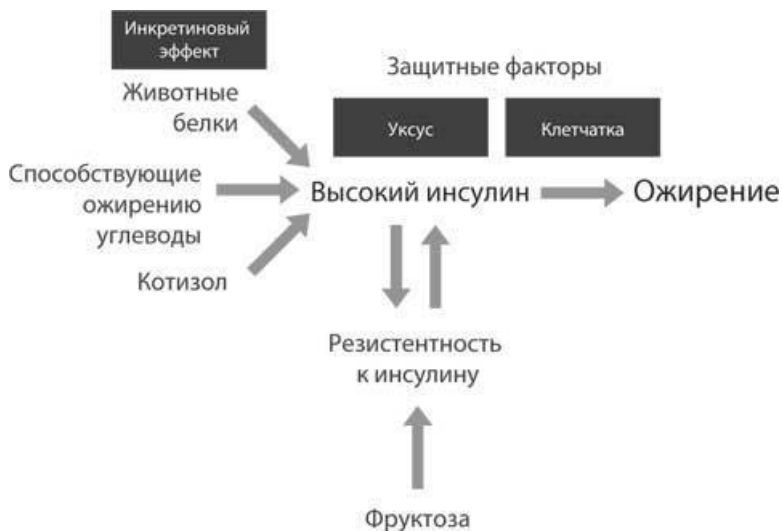 Инкретиновый
эффект
Животные
белки
Защитные факторы
Уксус
Клетчатка
Способствующие
ожирению
углеводы
Высокий инсулин
Ожирение
Котизол
Резистентность
к инсулину
Фруктоза